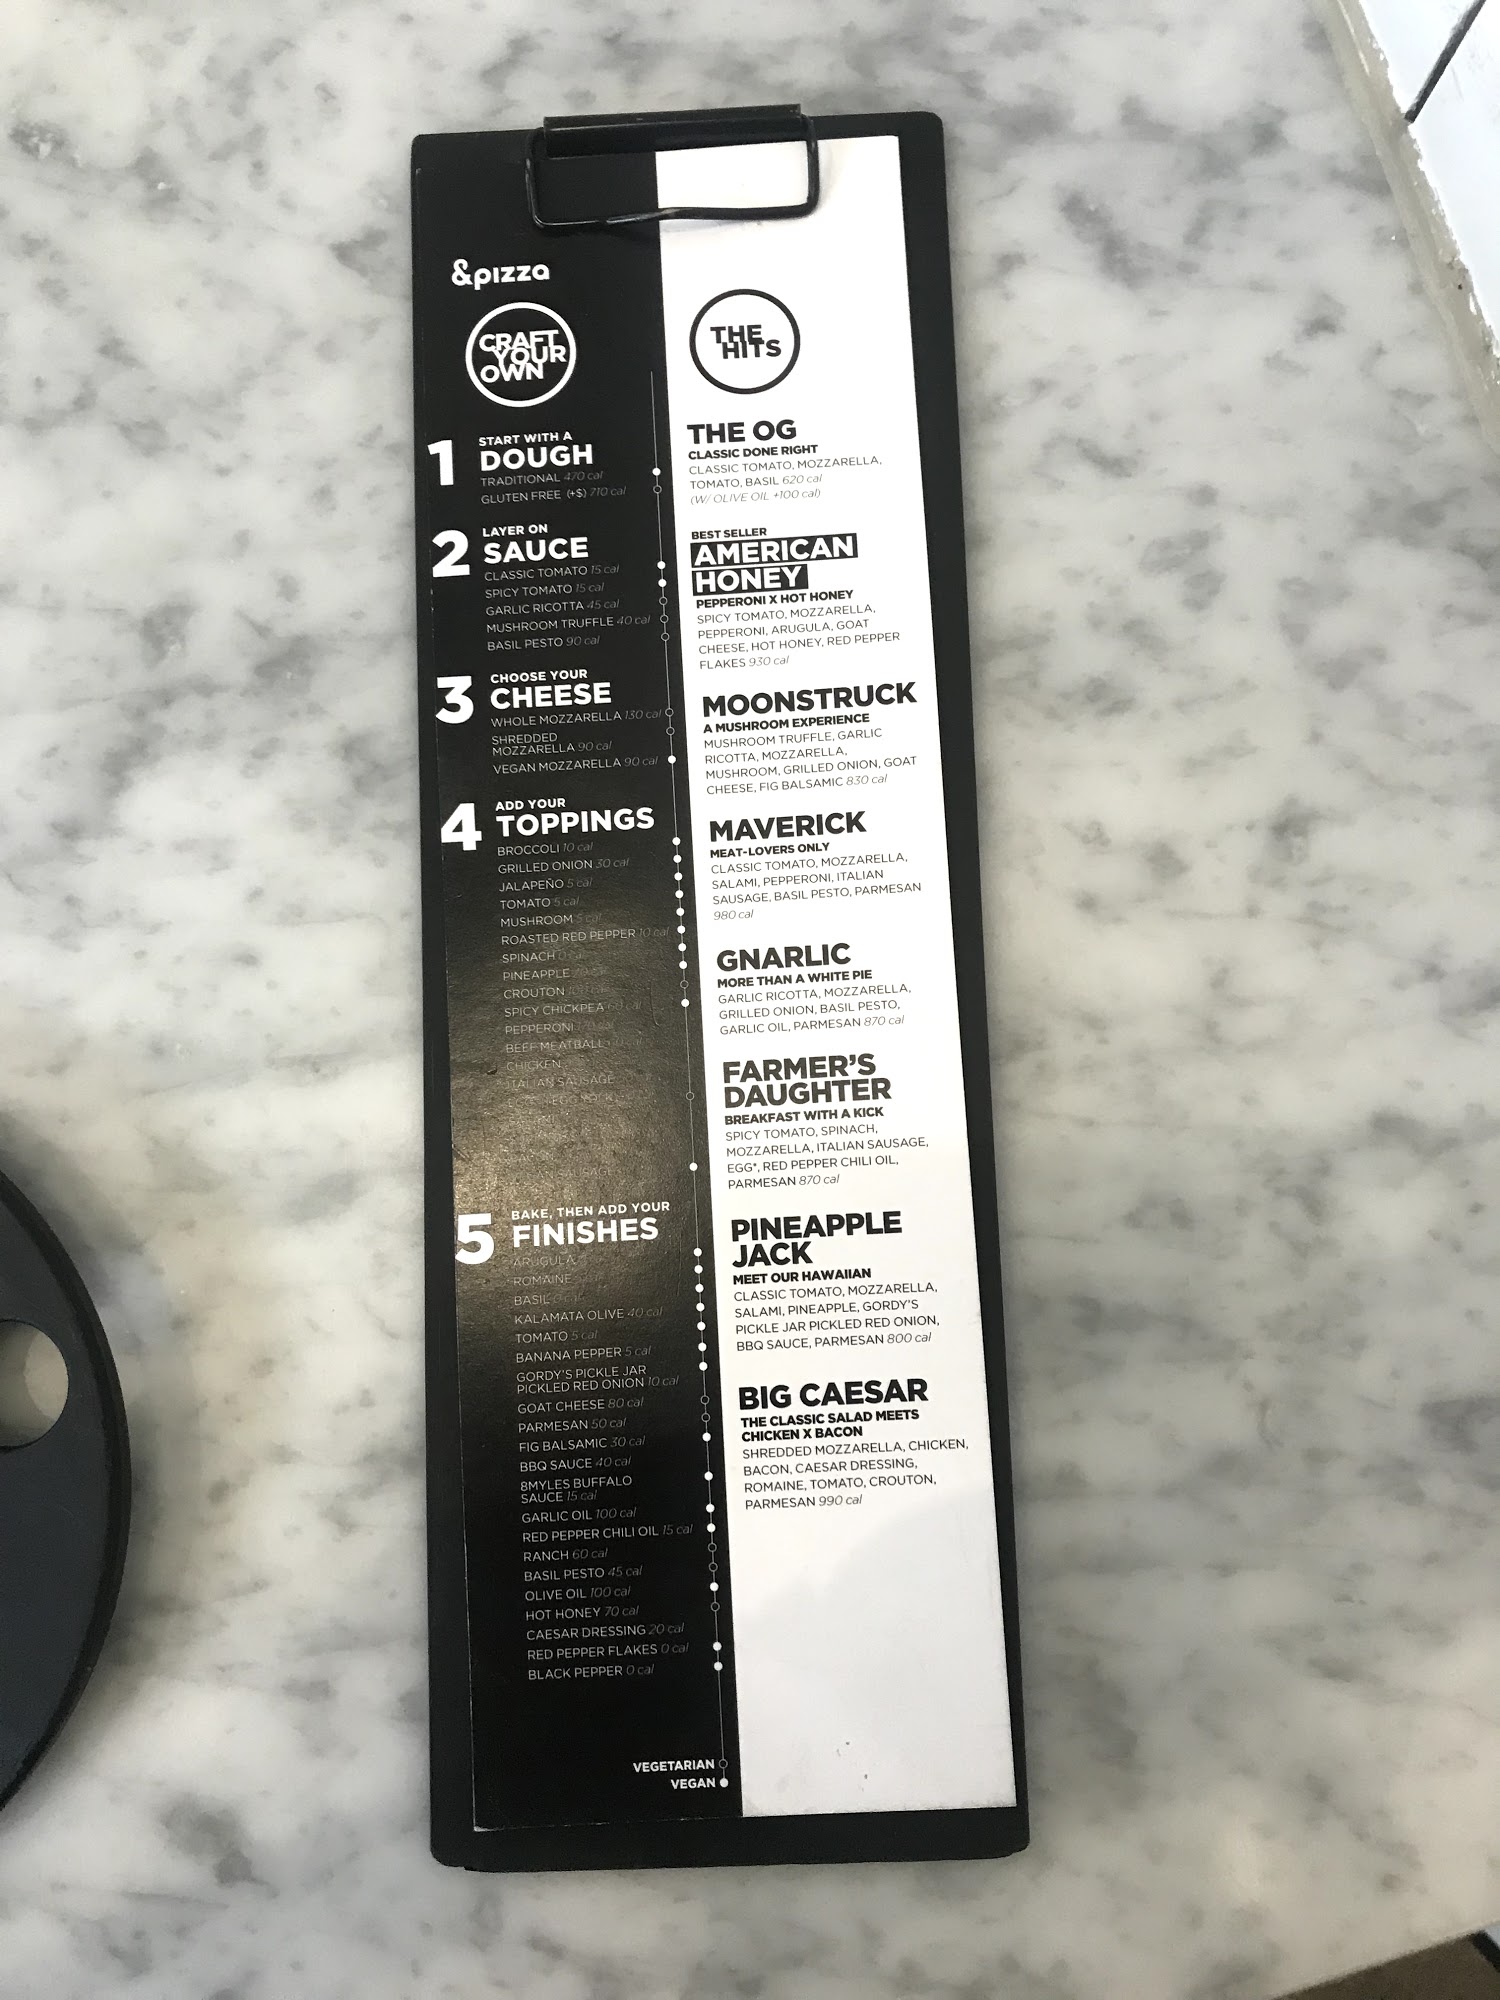 &pizza
CRAFT
YOUR
OWN
1
START WITH A
DOUGH
TRADITIONAL 470 cal
GLUTEN FREE (+$) 710 cal
2
LAYER ON
SAUCE
CLASSIC TOMATO 15 cal
SPICY TOMATO 15 cal
GARLIC RICOTTA 45 cal
MUSHROOM TRUFFLE 40 cal
BASIL PESTO 90 cal
3
CHOOSE YOUR
CHEESE
WHOLE MOZZARELLA 130 cal
SHREDDED
MOZZARELLA 90 cal
VEGAN MOZZARELLA 90 cal
4
ADD YOUR
TOPPINGS
BROCCOLI 10 cal
GRILLED ONION 30 cal
JALAPEÑO 5 cal
TOMATO 5 cal
MUSHROOM 5 cal
ROASTED RED PEPPER 10 cal
SPINACH 0 cal
PINEAPPLE
CROUTON
SPICY CHICKPEA 60 cal
PEPPERONI
BEEF MEATBALL
CHICKEN
ITALIAN SAUSAGE
SAUSAGE
5
BAKE, THEN ADD YOUR
FINISHES
ARUGULA
ROMAINE
BASIL 0 cal
KALAMATA OLIVE 40 cal
TOMATO 5 cal
BANANA PEPPER 5 cal
GORDY'S PICKLE JAR
PICKLED RED ONION 10 cal
GOAT CHEESE 80 cal
PARMESAN 50 cal
FIG BALSAMIC 30 cal
BBQ SAUCE 40 cal
8MYLES BUFFALO
SAUCE 15 cal
GARLIC OIL 100 cal
RED PEPPER CHILI OIL 15 cal
RANCH 60 cal
BASIL PESTO 45 cal
OLIVE OIL 100 cal
HOT HONEY 70 cal
CAESAR DRESSING 20 cal
RED PEPPER FLAKES 0 cal
BLACK PEPPER 0 cal
VEGETARIAN
VEGAN
THE
HITS
THE OG
CLASSIC DONE RIGHT
CLASSIC TOMATO, MOZZARELLA,
TOMATO, BASIL 620 cal
(W/ OLIVE OIL +100 cal)
BEST SELLER
AMERICAN
HONEY
PEPPERONI X HOT HONEY
SPICY TOMATO, MOZZARELLA,
PEPPERONI, ARUGULA, GOAT
CHEESE, HOT HONEY, RED PEPPER
FLAKES 930 cal
MOONSTRUCK
A MUSHROOM EXPERIENCE
MUSHROOM TRUFFLE, GARLIC
RICOTTA, MOZZARELLA,
MUSHROOM, GRILLED ONION, GOAT
CHEESE, FIG BALSAMIC 830 cal
MAVERICK
MEAT-LOVERS ONLY
CLASSIC TOMATO, MOZZARELLA,
SALAMI, PEPPERONI, ITALIAN
SAUSAGE, BASIL PESTO, PARMESAN
980 cal
GNARLIC
MORE THAN A WHITE PIE
GARLIC RICOTTA, MOZZARELLA,
GRILLED ONION, BASIL PESTO,
GARLIC OIL, PARMESAN 870 cal
FARMER'S
DAUGHTER
BREAKFAST WITH A KICK
SPICY TOMATO, SPINACH,
MOZZARELLA, ITALIAN SAUSAGE,
EGG*, RED PEPPER CHILI OIL,
PARMESAN 870 cal
PINEAPPLE
JACK
MEET OUR HAWAIIAN
CLASSIC TOMATO, MOZZARELLA,
SALAMI, PINEAPPLE, GORDY'S
PICKLE JAR PICKLED RED ONION,
BBQ SAUCE, PARMESAN 800 cal
BIG CAESAR
THE CLASSIC SALAD MEETS
CHICKEN X BACON
SHREDDED MOZZARELLA, CHICKEN,
BACON, CAESAR DRESSING,
ROMAINE, TOMATO, CROUTON,
PARMESAN 990 cal